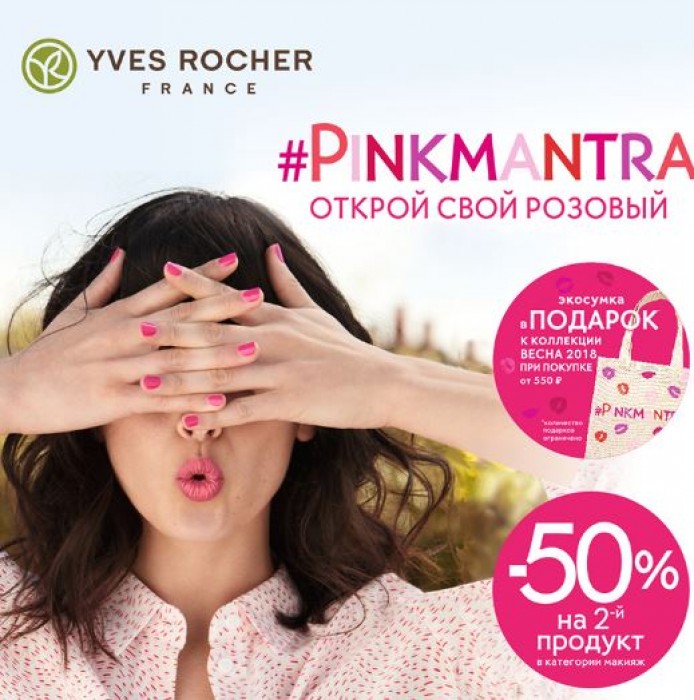 YVES ROCHER
FRANCE
#PINKMANTRA
ОТКРОЙ СВОЙ РОЗОВЫЙ
ЭКОСУМКА
В ПОДАРОК
К КОЛЛЕКЦИИ
ВЕСНА 2018
ПРИ ПОКУПКЕ
от 550 ₽
*количество
подарков
ограничено
#PINKMANTR
-50%
на 2-й
продукт
в категории макияж